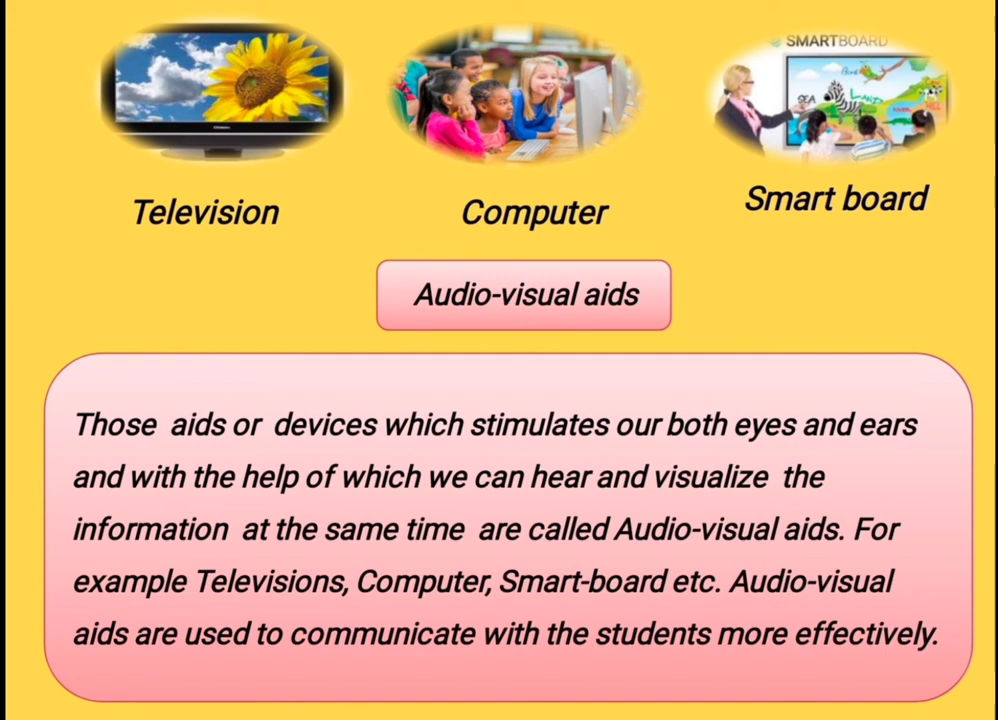 SMARTBOARD
SEA
LAND
Television
Computer
Smart board
Audio-visual aids
Those aids or devices which stimulates our both eyes and ears
and with the help of which we can hear and visualize the
information at the same time are called Audio-visual aids. For
example Televisions, Computer, Smart-board etc. Audio-visual
aids are used to communicate with the students more effectively.